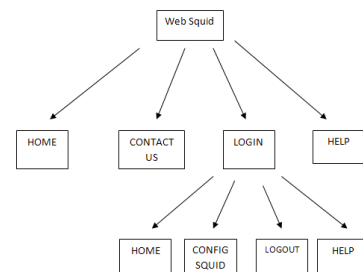 Web Squid
HOME
CONTACT
US
LOGIN
HELP
HOME
CONFIG
SQUID
LOGOUT
HELP